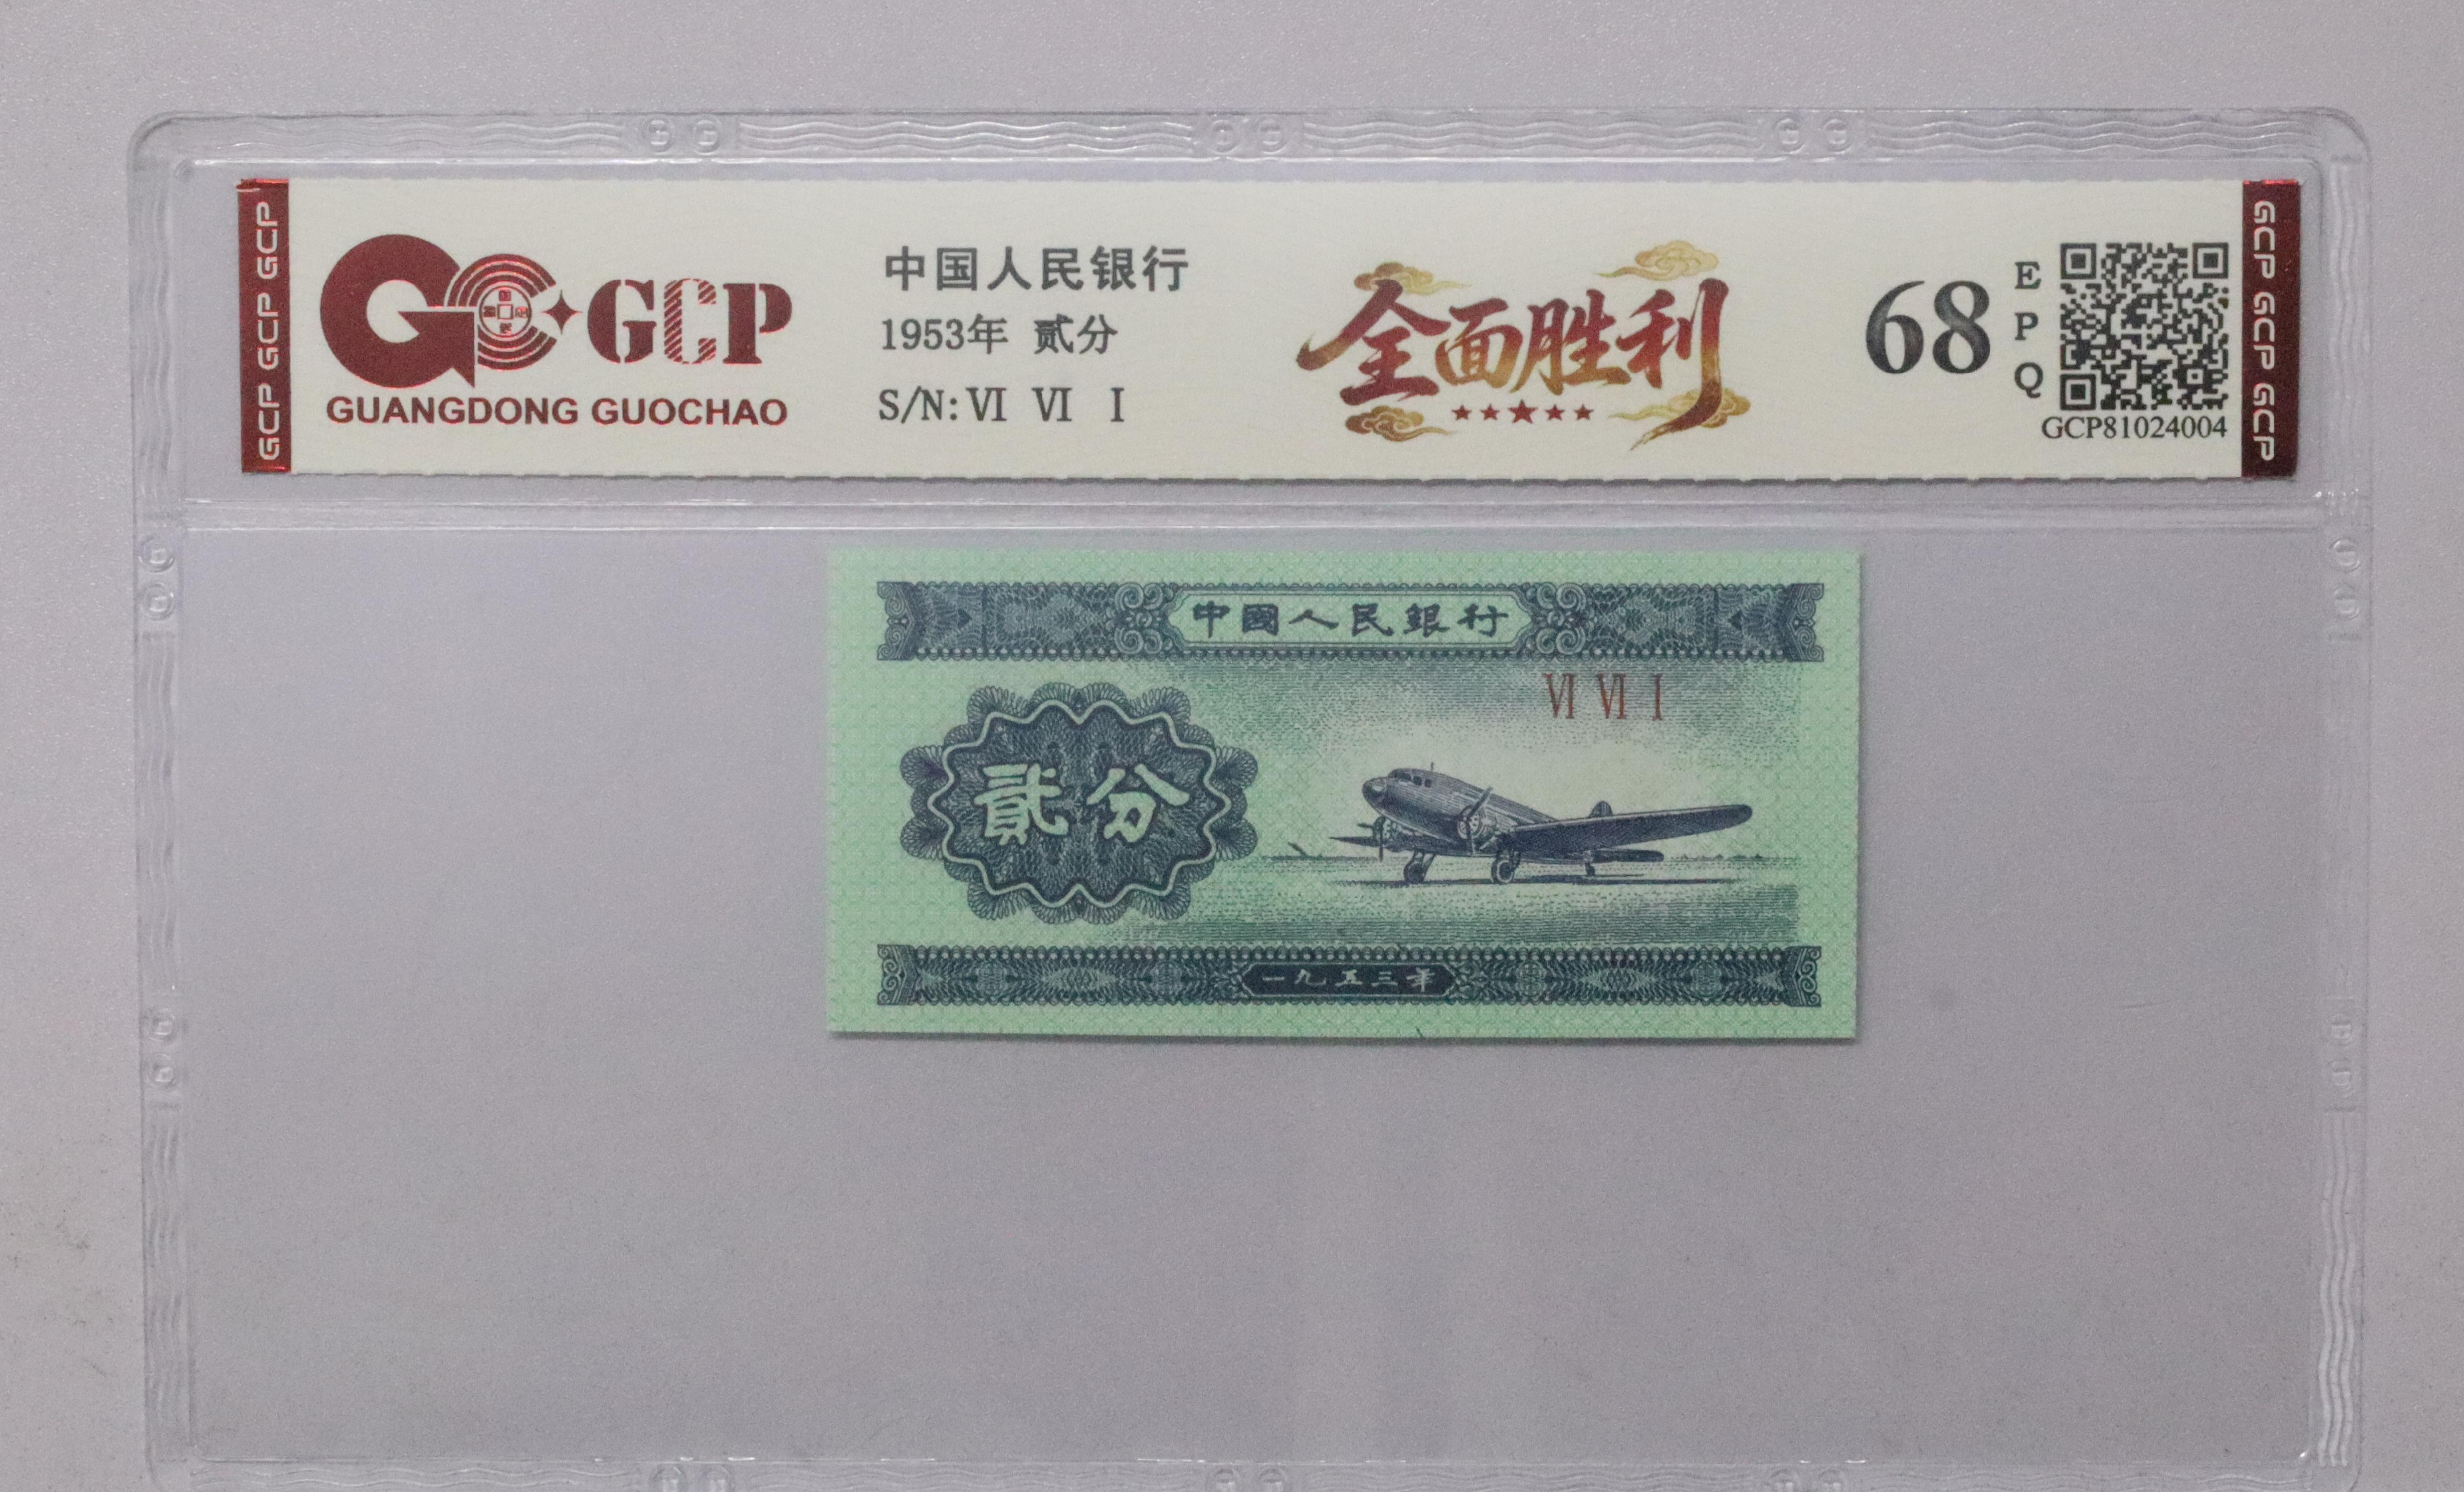 GCP GCP GCP
GCP
GUANGDONG GUOCHAO
中国人民银行
1953年 贰分
S/N: VI VI I
全面胜利
68
E
P
Q
GCP81024004
GCP GCP GCP
中國人民銀行
VI VI I
貳分
一九五三年